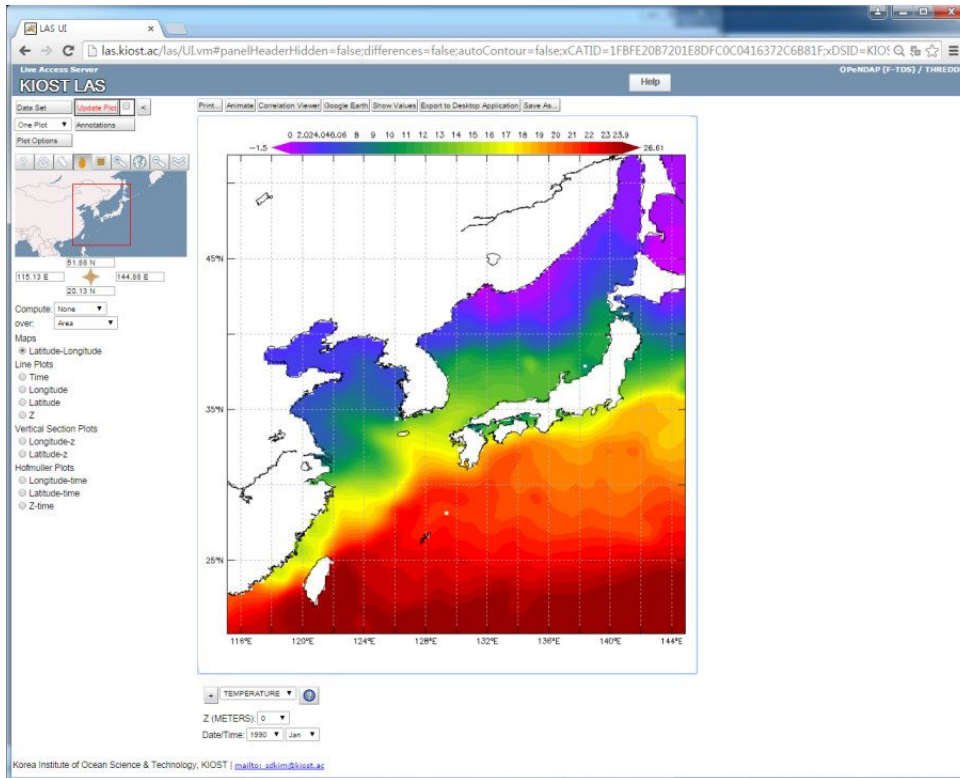 LAS UI
las.kiost.ac/las/UI.vm#panelHeaderHidden=false;differences=false;autoContour=false;xCATID=1FBFE20B7201E8DFC0C0416372C6B81F;xDSID=KIOS
Live Access Server
OPeNDAP (F-TDS) / THREDD
KIOST LAS
Help
Data Set Update Plot <
Print... Animate Correlation Viewer Google Earth Show Values Export to Desktop Application Save As...
One Plot Annotations
Plot Options
0 2.024.046.06 8 9 10 11 12 13 14 15 16 17 18 19 20 21 22 23 23.9
-1.5 26.61
51.88 N
115.13 E 144.88 E
20.13 N
Compute: None
over: Area
Maps
Latitude-Longitude
Line Plots
Time
Longitude
Latitude
Z
Vertical Section Plots
Longitude-z
Latitude-z
Hofmuller Plots
Longitude-time
Latitude-time
Z-time
45°N
35°N
25°N
116°E 120°E 124°E 128°E 132°E 136°E 140°E 144°E
+ TEMPERATURE ?
Z (METERS): 0
Date/Time: 1990 Jan
Korea Institute of Ocean Science & Technology, KIOST | mailto: sdkim@kiost.ac